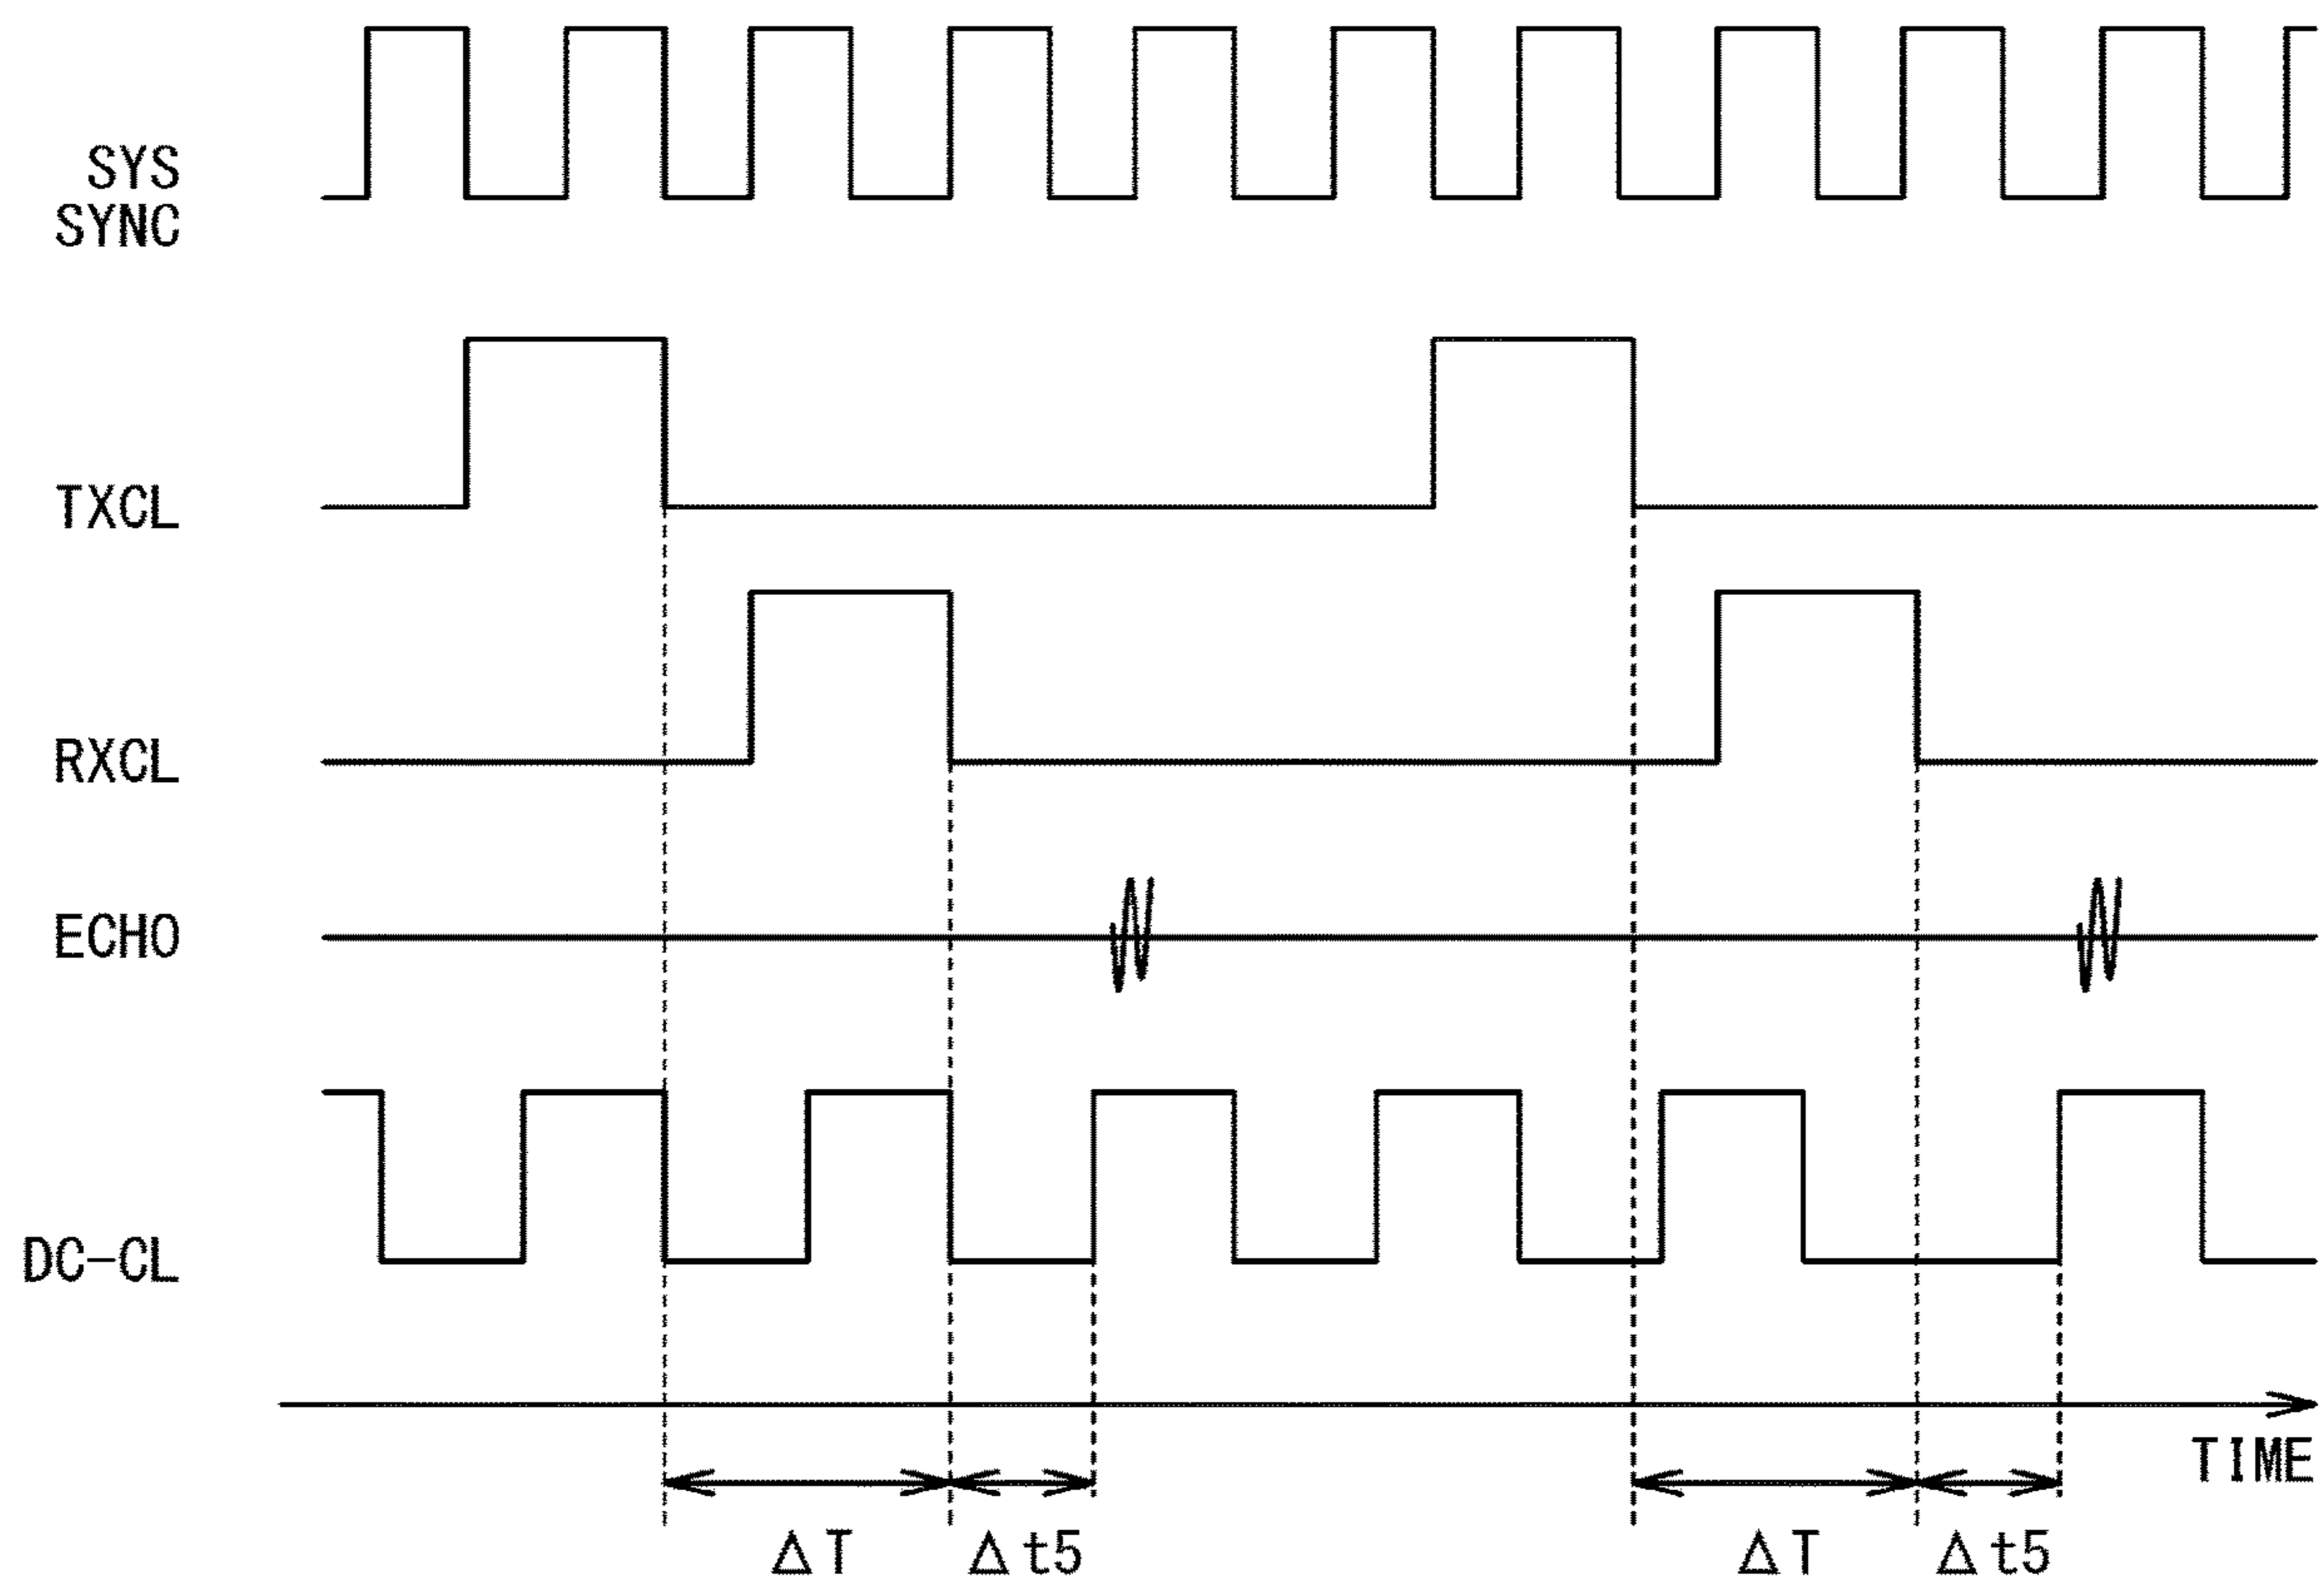 SYS
SYNC
TXCL
RXCL
ECHO
DC-CL
TIME
ΔT Δt5 ΔT Δt5